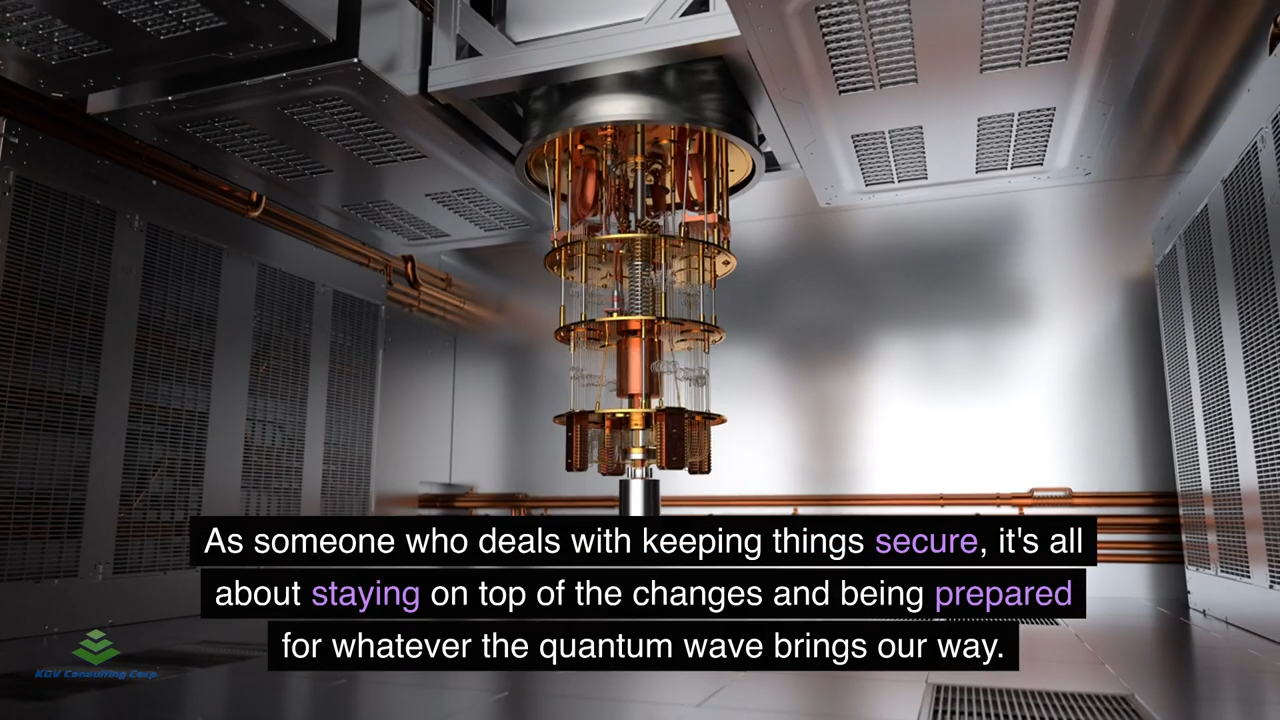 As someone who deals with keeping things secure, it's all
about staying on top of the changes and being prepared
for whatever the quantum wave brings our way.
KGV Consulting Corp